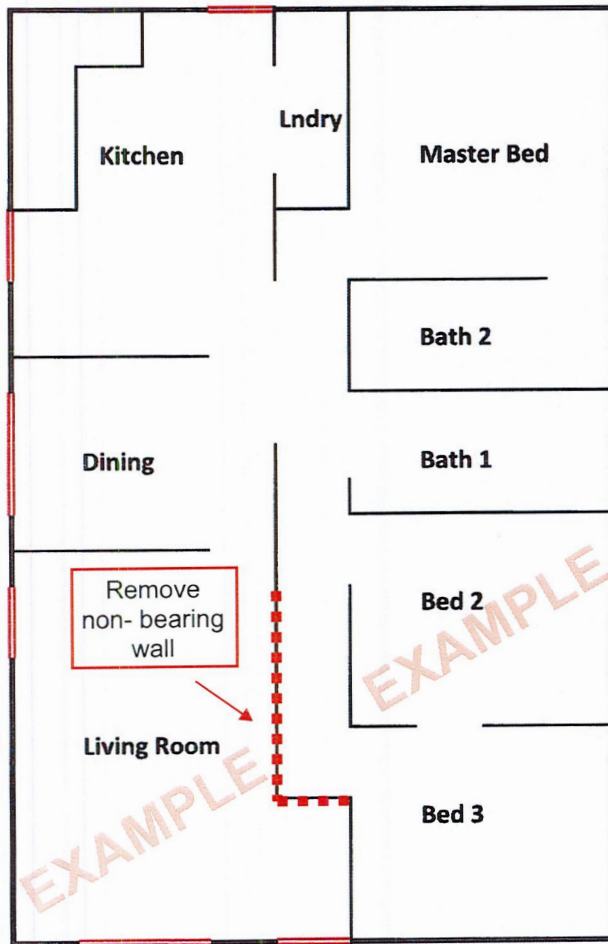 Lndry
Kitchen
Master Bed
Bath 2
Dining
Bath 1
Remove
non- bearing
wall
Bed 2
EXAMPLE
Living Room
Bed 3
EXAMPLE